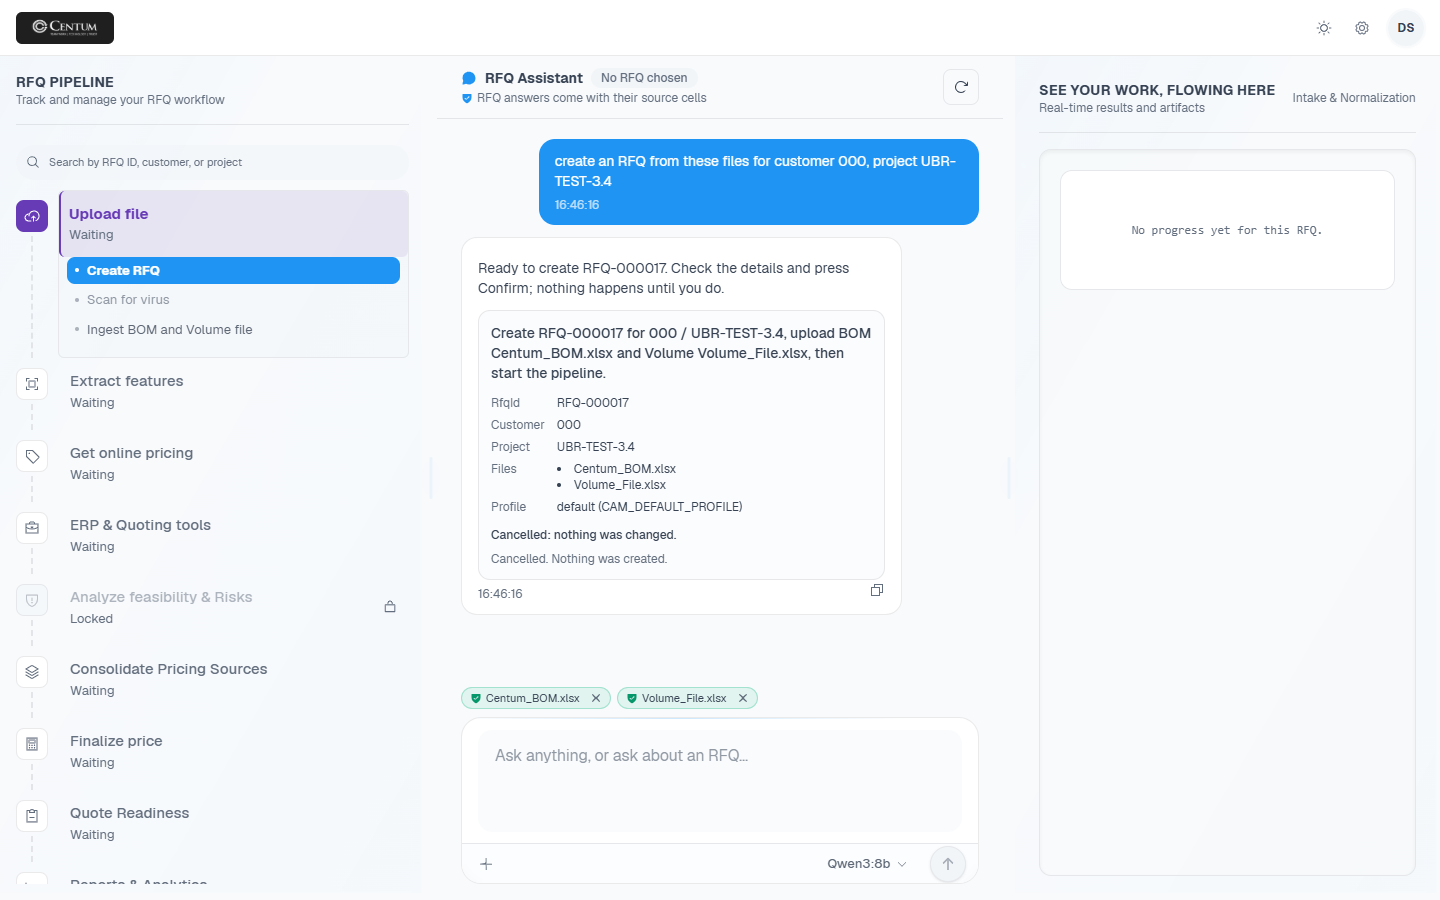 CENTUM
DS
RFQ PIPELINE
Track and manage your RFQ workflow
Search by RFQ ID, customer, or project
Upload file
Waiting
Create RFQ
Scan for virus
Ingest BOM and Volume file
Extract features
Waiting
Get online pricing
Waiting
ERP & Quoting tools
Waiting
Analyze feasibility & Risks
Locked
Consolidate Pricing Sources
Waiting
Finalize price
Waiting
Quote Readiness
Waiting
Reports & Analytics
RFQ Assistant
No RFQ chosen
RFQ answers come with their source cells
create an RFQ from these files for customer 000, project UBR-
TEST-3.4
16:46:16
Ready to create RFQ-000017. Check the details and press
Confirm; nothing happens until you do.
Create RFQ-000017 for 000 / UBR-TEST-3.4, upload BOM
Centum_BOM.xlsx and Volume Volume_File.xlsx, then
start the pipeline.
RfqId RFQ-000017
Customer 000
Project UBR-TEST-3.4
Files • Centum_BOM.xlsx
• Volume_File.xlsx
Profile default (CAM_DEFAULT_PROFILE)
Cancelled: nothing was changed.
Cancelled. Nothing was created.
16:46:16
Centum_BOM.xlsx
Volume_File.xlsx
Ask anything, or ask about an RFQ...
Qwen3:8b
SEE YOUR WORK, FLOWING HERE
Real-time results and artifacts
Intake & Normalization
No progress yet for this RFQ.